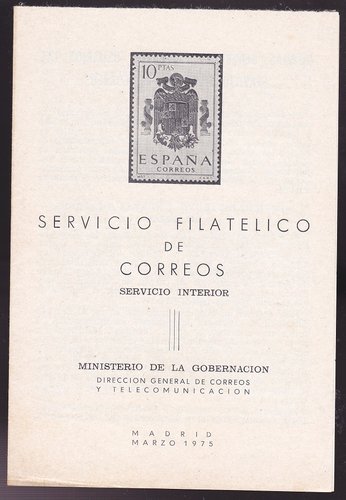 10 PTAS
ESPAÑA
CORREOS
SERVICIO FILATELICO
DE
CORREOS
SERVICIO INTERIOR
MINISTERIO DE LA GOBERNACION
DIRECCION GENERAL DE CORREOS
Y TELECOMUNICACION
MADRID
MARZO 1975